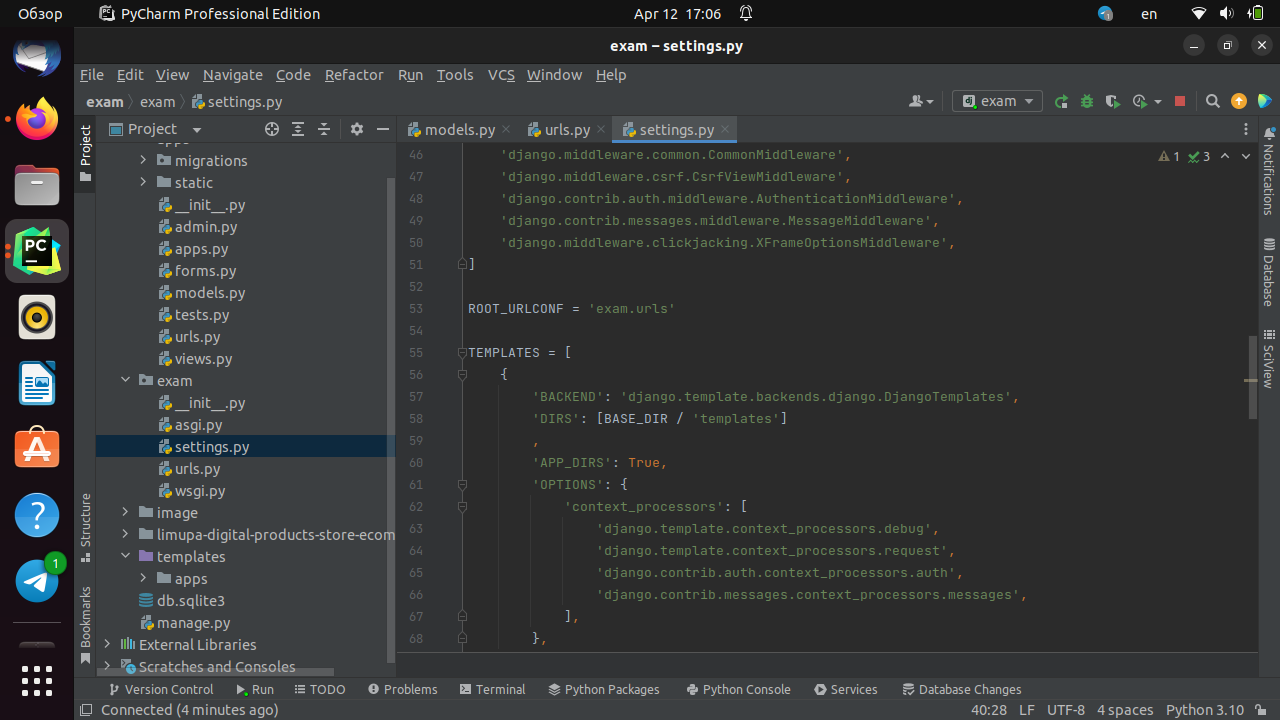 Обзор
PyCharm Professional Edition
Apr 12 17:06
1
en
exam – settings.py
File Edit View Navigate Code Refactor Run Tools VCS Window Help
exam
exam
settings.py
exam
Project
Project
models.py
urls.py
settings.py
Notifications
migrations
static
__init__.py
admin.py
apps.py
forms.py
models.py
tests.py
urls.py
views.py
exam
__init__.py
asgi.py
settings.py
urls.py
wsgi.py
image
limupa-digital-products-store-ecom
templates
apps
db.sqlite3
manage.py
External Libraries
Scratches and Consoles
1 3
46 'django.middleware.common.CommonMiddleware',
47 'django.middleware.csrf.CsrfViewMiddleware',
48 'django.contrib.auth.middleware.AuthenticationMiddleware',
49 'django.contrib.messages.middleware.MessageMiddleware',
50 'django.middleware.clickjacking.XFrameOptionsMiddleware',
51 ]
52
53 ROOT_URLCONF = 'exam.urls'
54
55 TEMPLATES = [
56 {
57 'BACKEND': 'django.template.backends.django.DjangoTemplates',
58 'DIRS': [BASE_DIR / 'templates']
59 ,
60 'APP_DIRS': True,
61 'OPTIONS': {
62 'context_processors': [
63 'django.template.context_processors.debug',
64 'django.template.context_processors.request',
65 'django.contrib.auth.context_processors.auth',
66 'django.contrib.messages.context_processors.messages',
67 ],
68 },
Database
SciView
Structure
Bookmarks
PC
A
?
1
Version Control
Run
TODO
Problems
Terminal
Python Packages
Python Console
Services
Database Changes
Connected (4 minutes ago)
40:28 LF UTF-8 4 spaces Python 3.10